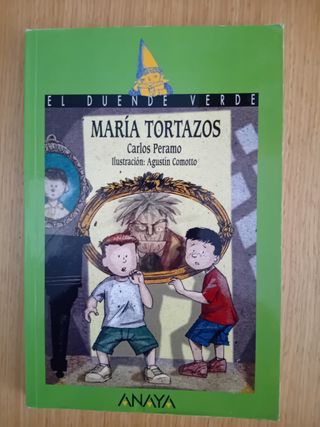 EL DUENDE VERDE
MARÍA TORTAZOS
Carlos Peramo
Ilustración: Agustín Comotto
ANAYA